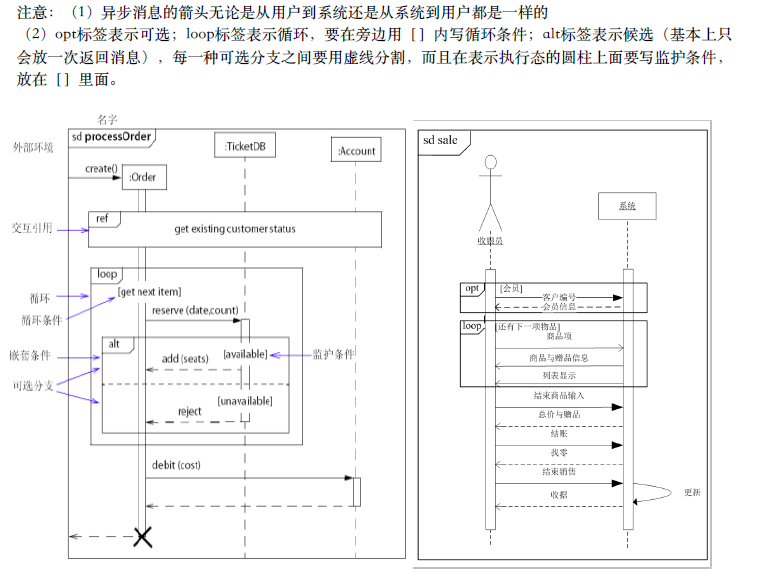 注意：（1）异步消息的箭头无论是从用户到系统还是从系统到用户都是一样的
（2）opt标签表示可选；loop标签表示循环，要在旁边用［］内写循环条件；alt标签表示候选（基本上只
会放一次返回消息），每一种可选分支之间要用虚线分割，而且在表示执行态的圆柱上面要写监护条件，
放在［］里面。
名字
外部环境
sd processOrder
:TicketDB
:Account
create()
:Order
ref
交互引用
get existing customer status
loop
循环
[get next item]
循环条件
reserve (date,count)
alt
嵌套条件
[available]
监护条件
add (seats)
可选分支
[unavailable]
reject
debit (cost)
sd sale
系统
收银员
opt
[会员]
客户编号
会员信息
loop
[还有下一项物品]
商品项
商品与赠品信息
列表显示
结束商品输入
总价与赠品
结账
找零
结束销售
更新
收据